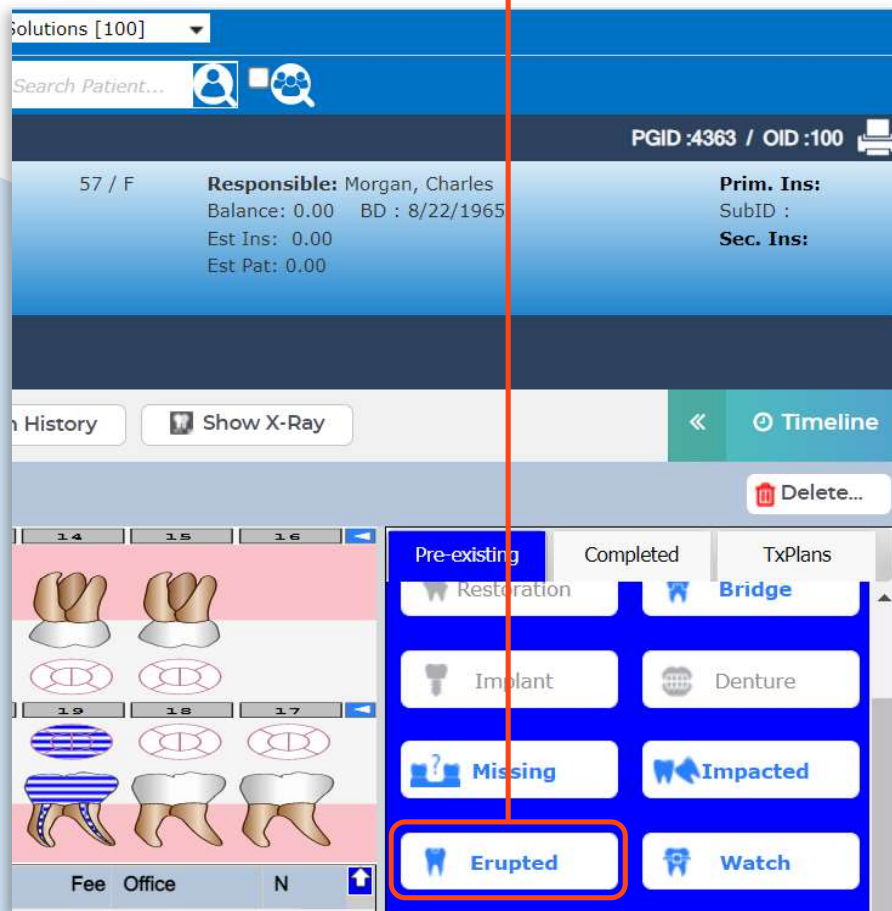 Solutions [100]
Search Patient...
PGID :4363 / OID :100
57 / F
Responsible: Morgan, Charles
Balance: 0.00 BD : 8/22/1965
Est Ins: 0.00
Est Pat: 0.00
Prim. Ins:
SubID :
Sec. Ins:
History
Show X-Ray
« Timeline
Delete...
14 15 16
19 18 17
Pre-existing Completed TxPlans
Restoration Bridge
Implant Denture
? Missing Impacted
Erupted Watch
Fee Office N